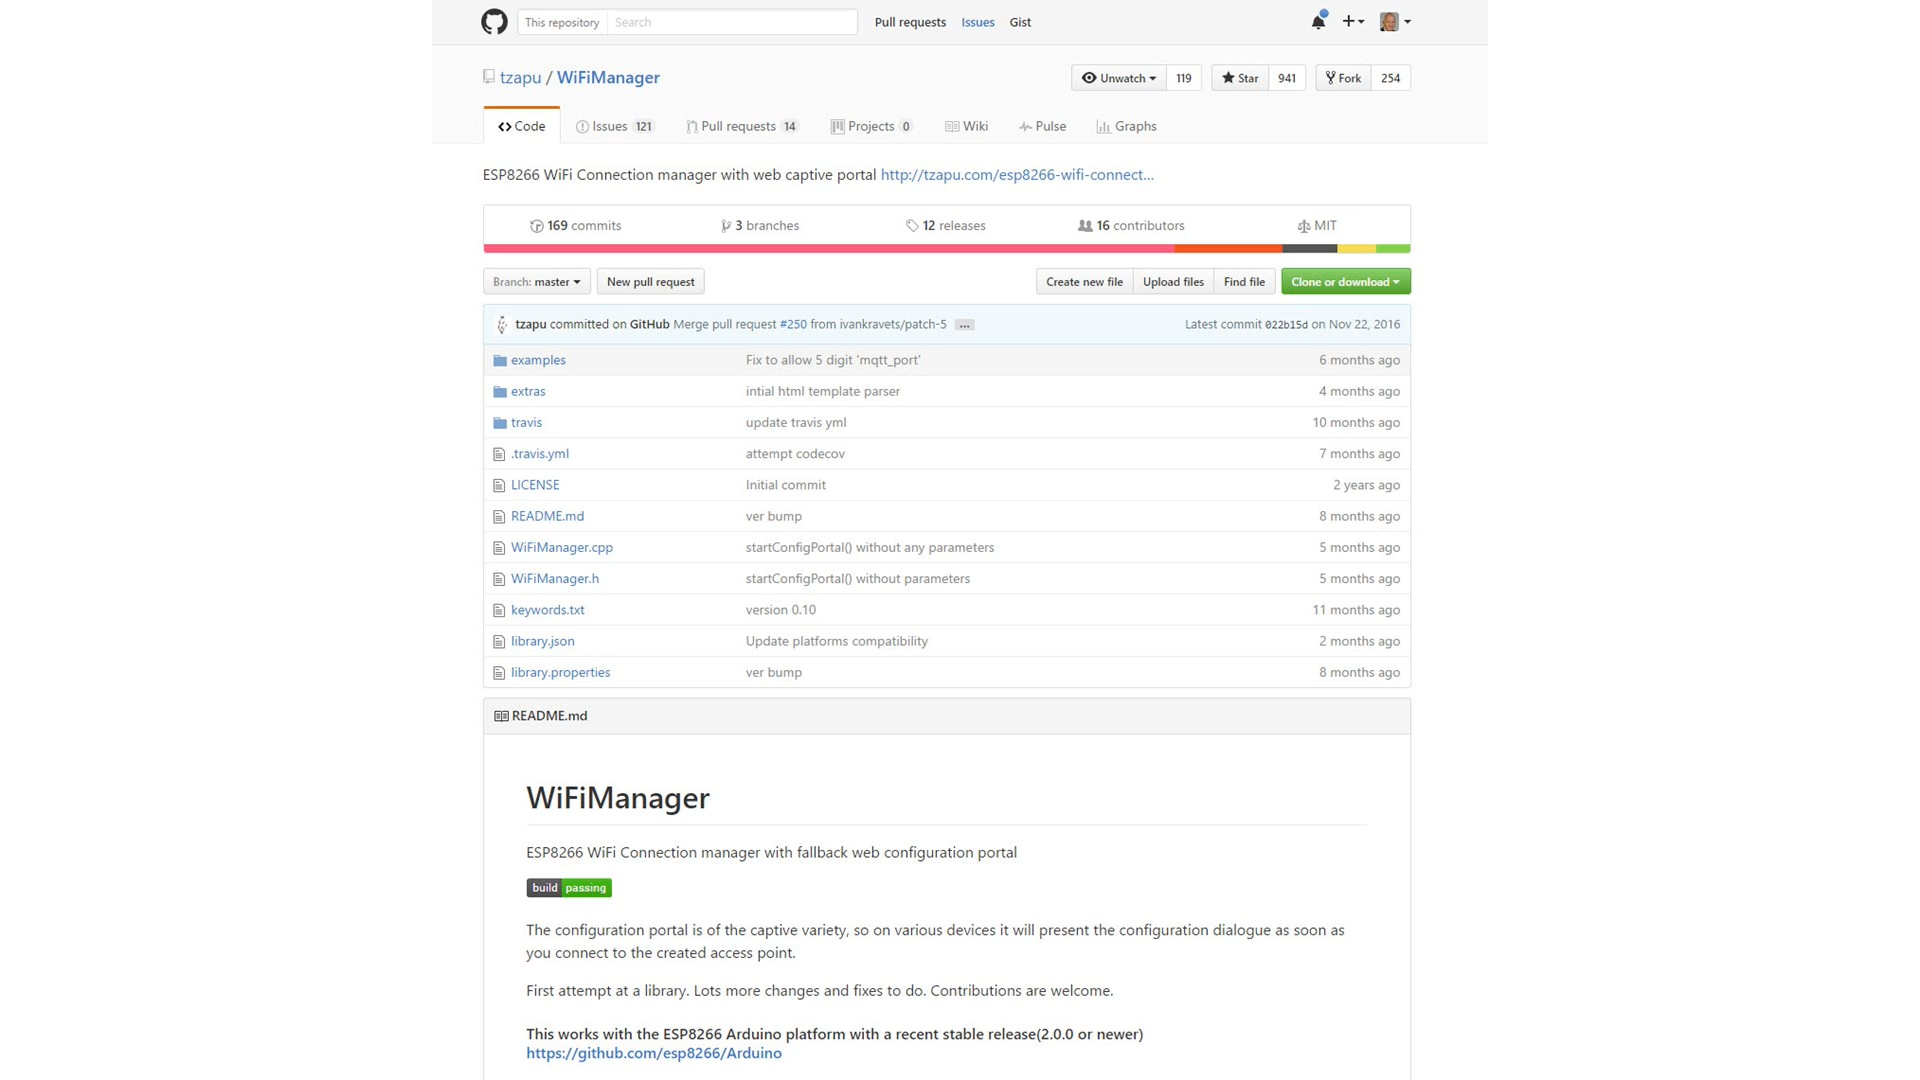 This repository Search Pull requests Issues Gist
tzapu / WiFiManager Unwatch 119 Star 941 Fork 254
Code Issues 121 Pull requests 14 Projects 0 Wiki Pulse Graphs
ESP8266 WiFi Connection manager with web captive portal http://tzapu.com/esp8266-wifi-connect...
169 commits 3 branches 12 releases 16 contributors MIT
Branch: master New pull request Create new file Upload files Find file Clone or download
tzapu committed on GitHub Merge pull request #250 from ivankravets/patch-5 ... Latest commit 022b15d on Nov 22, 2016
examples Fix to allow 5 digit 'mqtt_port' 6 months ago
extras intial html template parser 4 months ago
travis update travis yml 10 months ago
.travis.yml attempt codecov 7 months ago
LICENSE Initial commit 2 years ago
README.md ver bump 8 months ago
WiFiManager.cpp startConfigPortal() without any parameters 5 months ago
WiFiManager.h startConfigPortal() without parameters 5 months ago
keywords.txt version 0.10 11 months ago
library.json Update platforms compatibility 2 months ago
library.properties ver bump 8 months ago
README.md
WiFiManager
ESP8266 WiFi Connection manager with fallback web configuration portal
build passing
The configuration portal is of the captive variety, so on various devices it will present the configuration dialogue as soon as
you connect to the created access point.
First attempt at a library. Lots more changes and fixes to do. Contributions are welcome.
This works with the ESP8266 Arduino platform with a recent stable release(2.0.0 or newer)
https://github.com/esp8266/Arduino